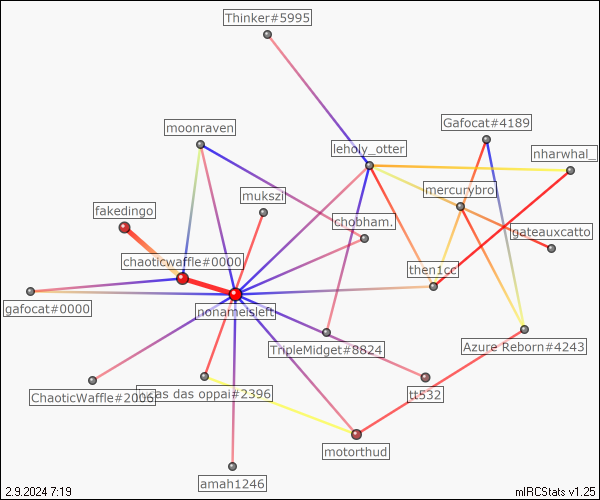 Thinker#5995
Gafocat#4189
moonraven
leholy_otter
nharwhal_
mercurybro
mukszi
fakedingo
chobham.
gateauxcatto
chaoticwaffle#0000
then1cc
gafocat#0000
nonameisleft
TripleMidget#8824
Azure Reborn#4243
ChaoticWaffle#2006
as das oppai#2396
tt532
motorthud
amah1246
2.9.2024 7:19
mIRCStats v1.25